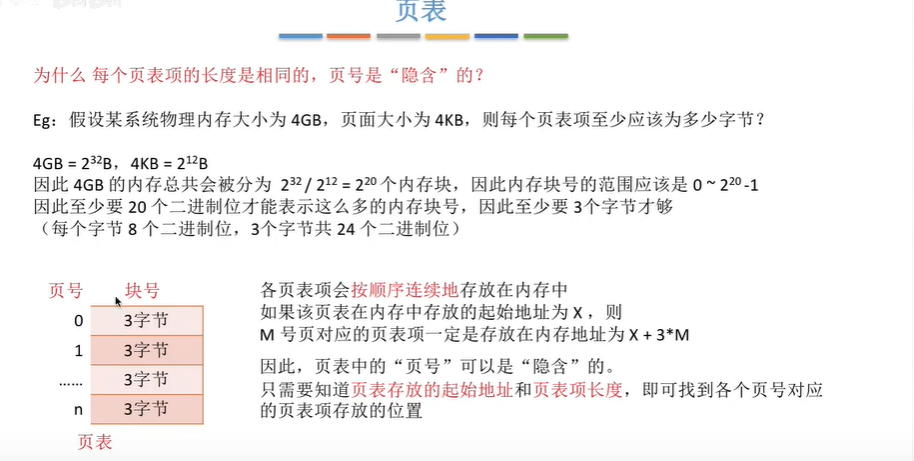 页表
为什么 每个页表项的长度是相同的，页号是“隐含”的？
Eg：假设某系统物理内存大小为 4GB，页面大小为 4KB，则每个页表项至少应该为多少字节？
4GB = 2³²B，4KB = 2¹²B
因此 4GB 的内存总共会被分为 2³² / 2¹² = 2²⁰ 个内存块，因此内存块号的范围应该是 0 ~ 2²⁰ -1
因此至少要 20 个二进制位才能表示这么多的内存块号，因此至少要 3个字节才够
（每个字节 8 个二进制位，3个字节共 24 个二进制位）
页号 块号
0 3字节
1 3字节
…… 3字节
n 3字节
页表
各页表项会按顺序连续地存放在内存中
如果该页表在内存中存放的起始地址为 X ，则
M 号页对应的页表项一定是存放在内存地址为 X + 3*M
因此，页表中的“页号”可以是“隐含”的。
只需要知道页表存放的起始地址和页表项长度，即可找到各个页号对应
的页表项存放的位置